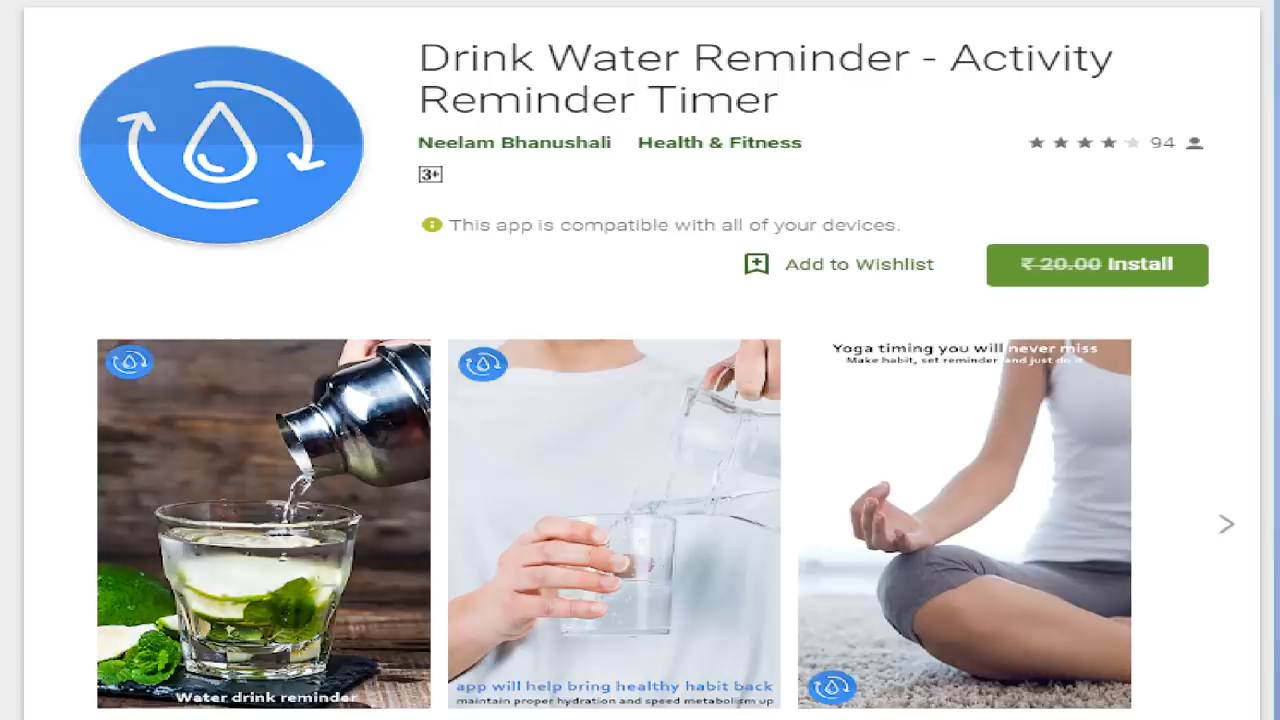 Drink Water Reminder - Activity
Reminder Timer
Neelam Bhanushali Health & Fitness
94
3+
This app is compatible with all of your devices.
Add to Wishlist
₹ 20.00 Install
Water drink reminder
app will help bring healthy habit back
maintain proper hydration and speed metabolism up
Yoga timing you will never miss
Make habit, set reminder and just do it